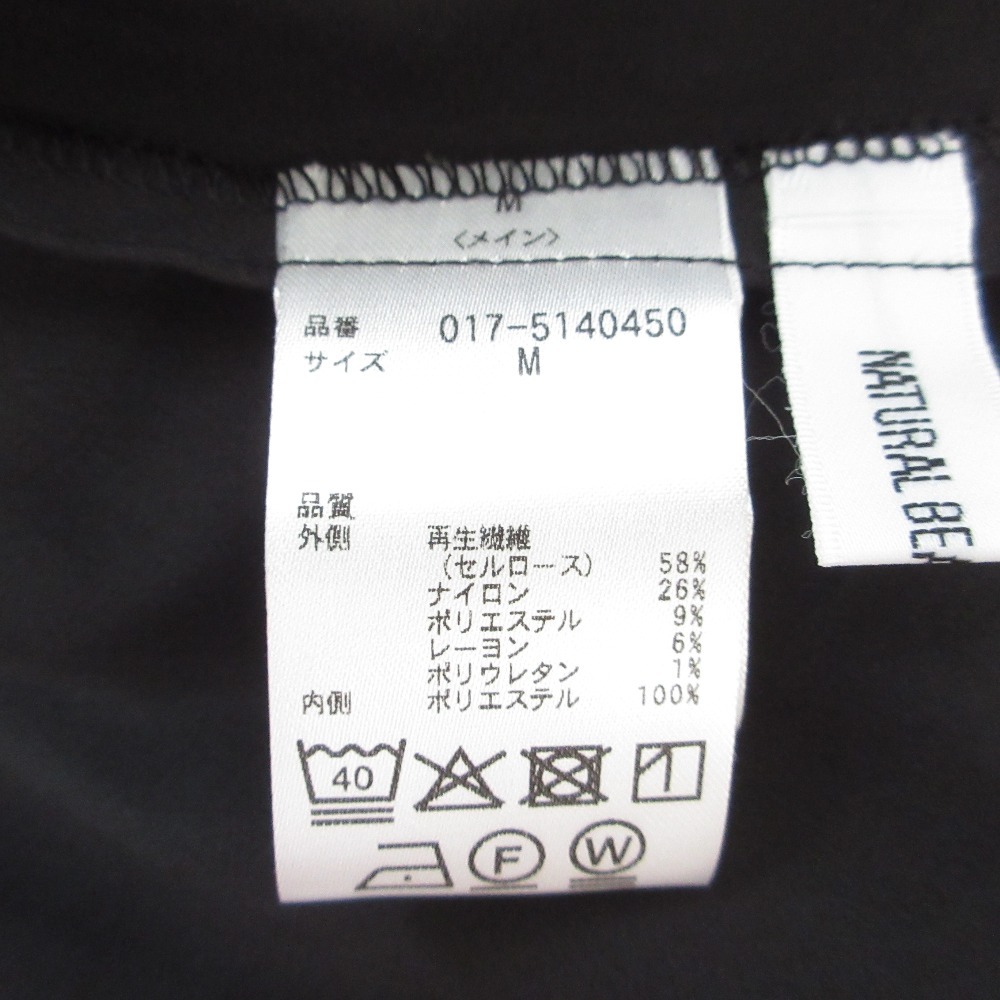 M
〈メイン〉
品番 017-5140450
サイズ M
品質
外側 再生繊維
(セルロース) 58%
ナイロン 26%
ポリエステル 9%
レーヨン 6%
ポリウレタン 1%
内側 ポリエステル 100%
40
F
W
NATURAL BEA